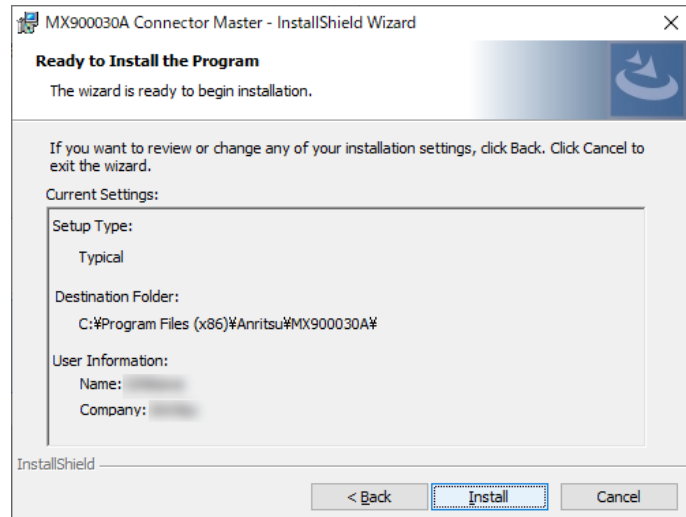 MX900030A Connector Master - InstallShield Wizard
Ready to Install the Program
The wizard is ready to begin installation.
If you want to review or change any of your installation settings, click Back. Click Cancel to
exit the wizard.
Current Settings:
Setup Type:
Typical
Destination Folder:
C:¥Program Files (x86)¥Anritsu¥MX900030A¥
User Information:
Name:
Company:
InstallShield
< Back
Install
Cancel